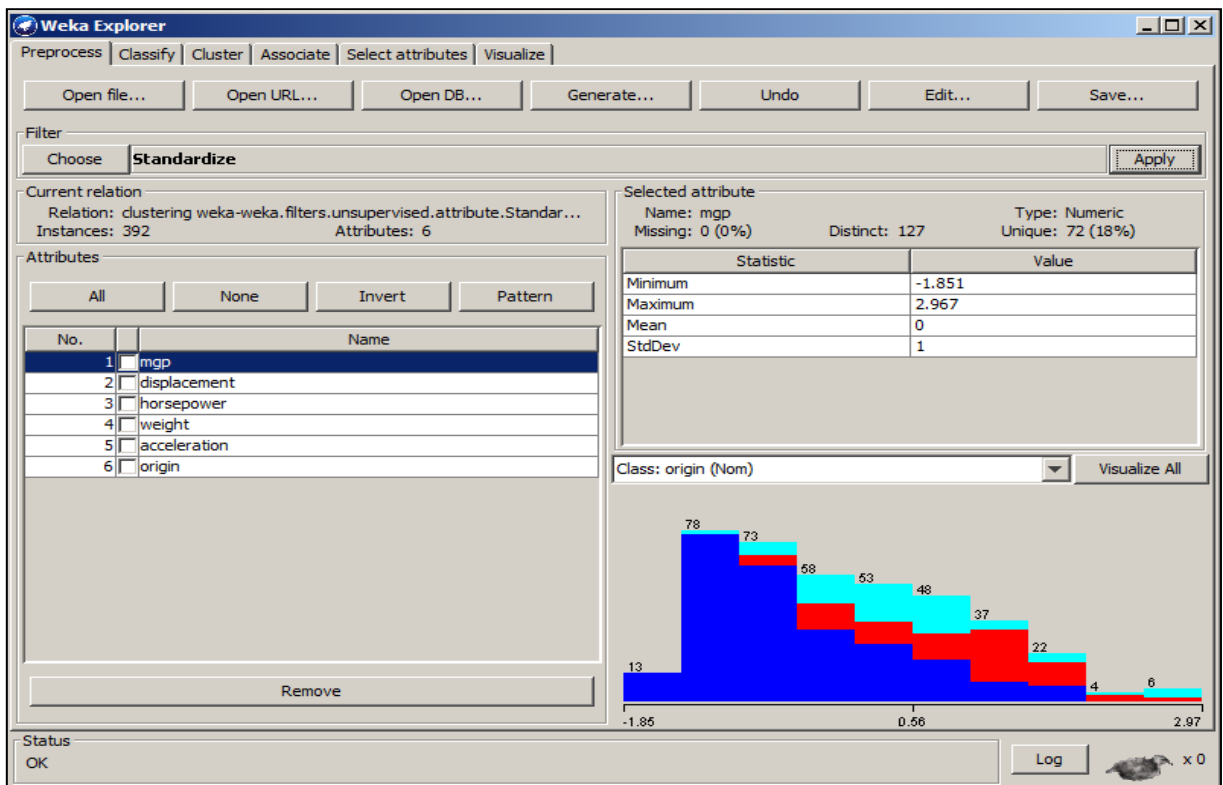 Weka Explorer
Preprocess Classify Cluster Associate Select attributes Visualize
Open file... Open URL... Open DB... Generate... Undo Edit... Save...
Filter
Choose Standardize Apply
Current relation
Relation: clustering weka-weka.filters.unsupervised.attribute.Standar...
Instances: 392 Attributes: 6
Attributes
All None Invert Pattern
No. Name
1 mgp
2 displacement
3 horsepower
4 weight
5 acceleration
6 origin
Remove
Selected attribute
Name: mgp Type: Numeric
Missing: 0 (0%) Distinct: 127 Unique: 72 (18%)
Statistic Value
Minimum -1.851
Maximum 2.967
Mean 0
StdDev 1
Class: origin (Nom) Visualize All
13 78 73 58 53 48 37 22 4 6
-1.85 0.56 2.97
Status
OK Log x 0